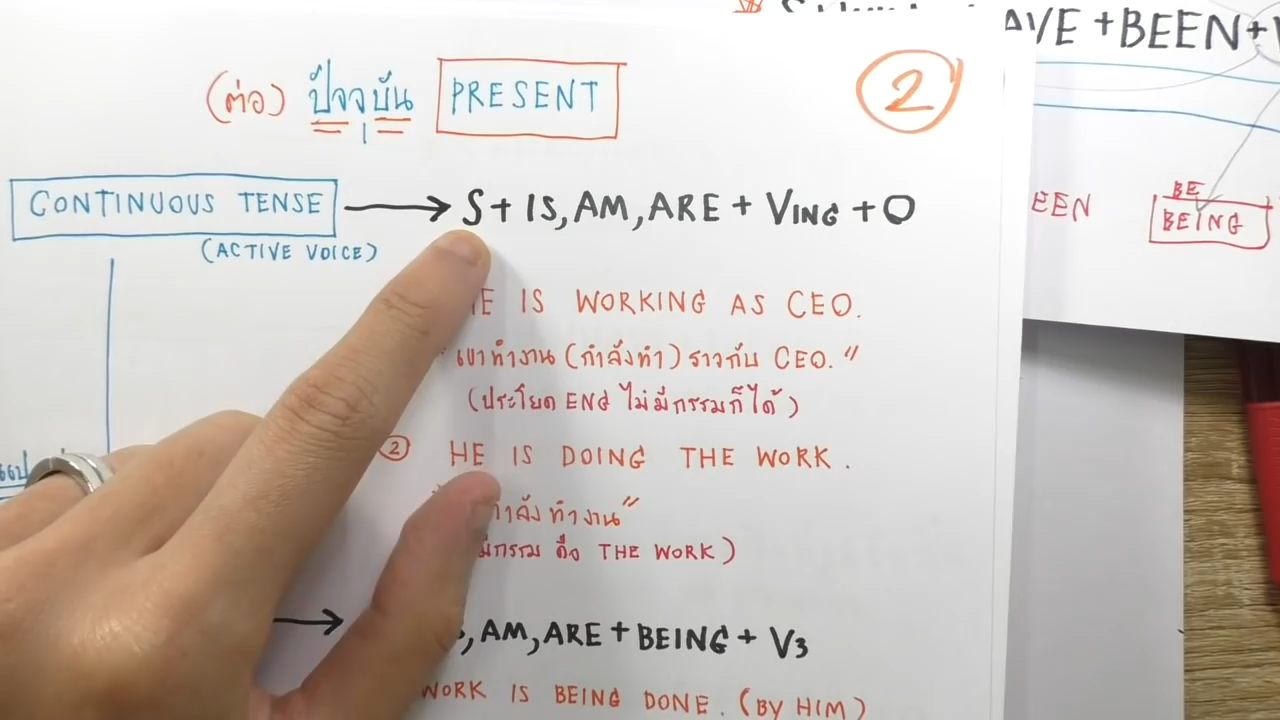 (ต่อ) ปัจจุบัน PRESENT
2
CONTINUOUS TENSE → S + IS, AM, ARE + VING + O
(ACTIVE VOICE)
IS WORKING AS CEO.
"เขาทำงาน (กำลังทำ) ราวกับ CEO."
(ประโยค ENG ไม่มีกรรมก็ได้)
② HE IS DOING THE WORK.
กำลังทำงาน"
มีกรรม คือ THE WORK)
→ , AM, ARE + BEING + V3
WORK IS BEING DONE. (BY HIM)
AVE + BEEN +
EEN
BE
BEING